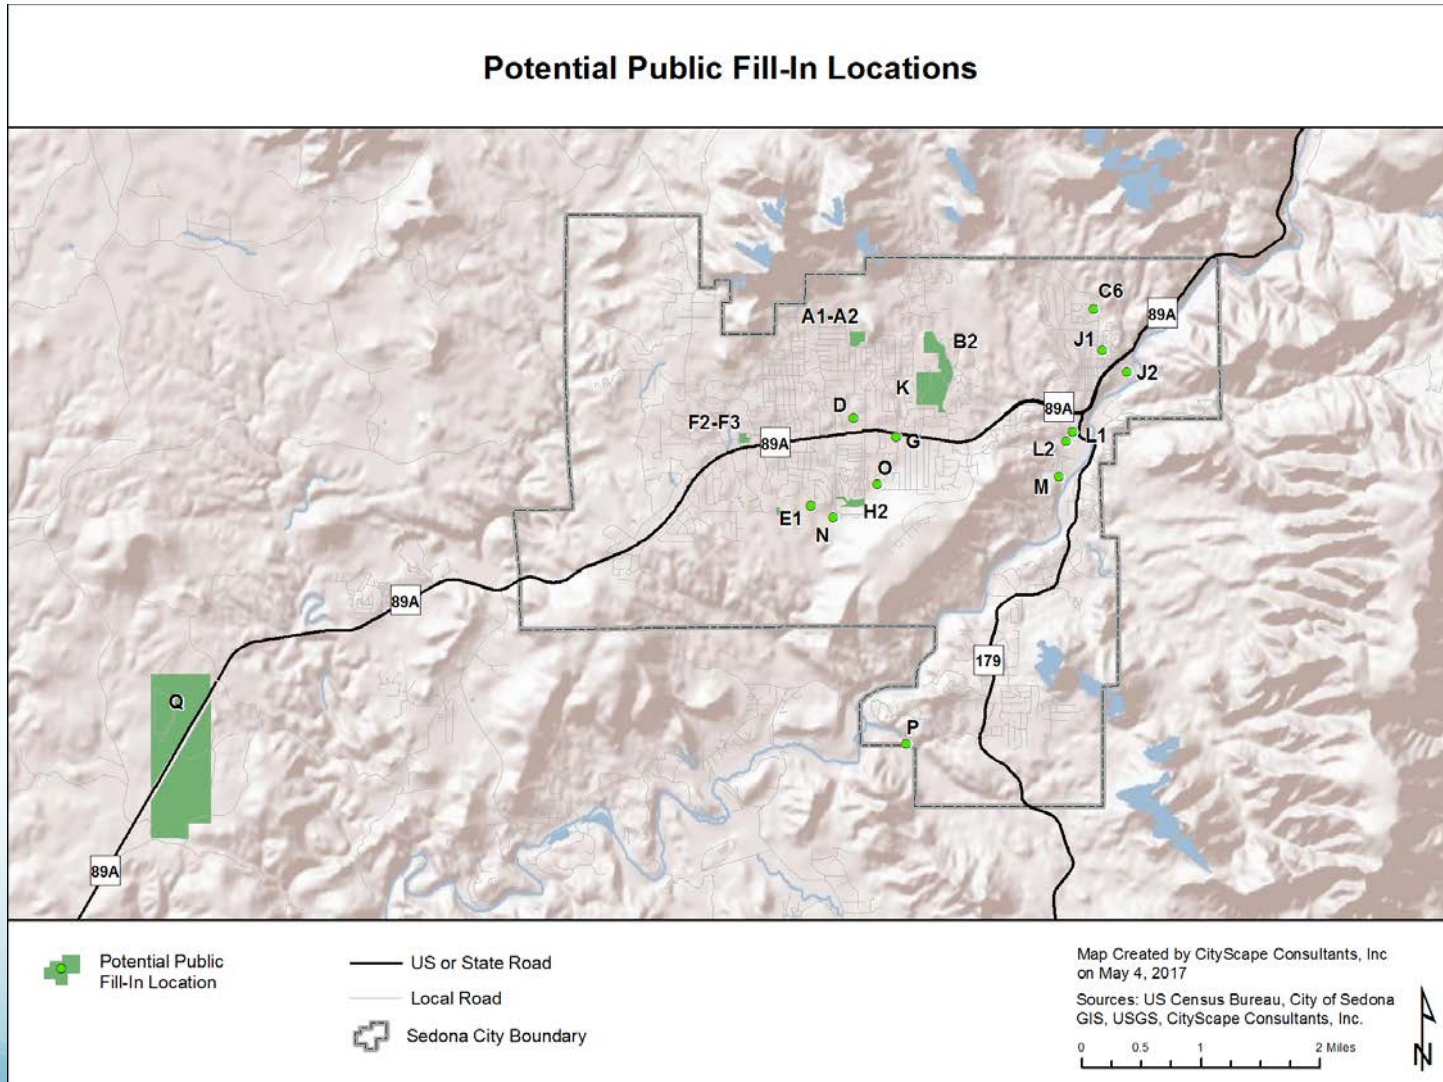 Potential Public Fill-In Locations
C6
A1-A2
89A
B2
J1
J2
K
D
89A
F2-F3
89A
G
L1
L2
O
M
E1
H2
N
89A
179
Q
P
89A
Potential Public
Fill-In Location
US or State Road
Local Road
Sedona City Boundary
Map Created by CityScape Consultants, Inc
on May 4, 2017
Sources: US Census Bureau, City of Sedona
GIS, USGS, CityScape Consultants, Inc.
0 0.5 1 2 Miles
N